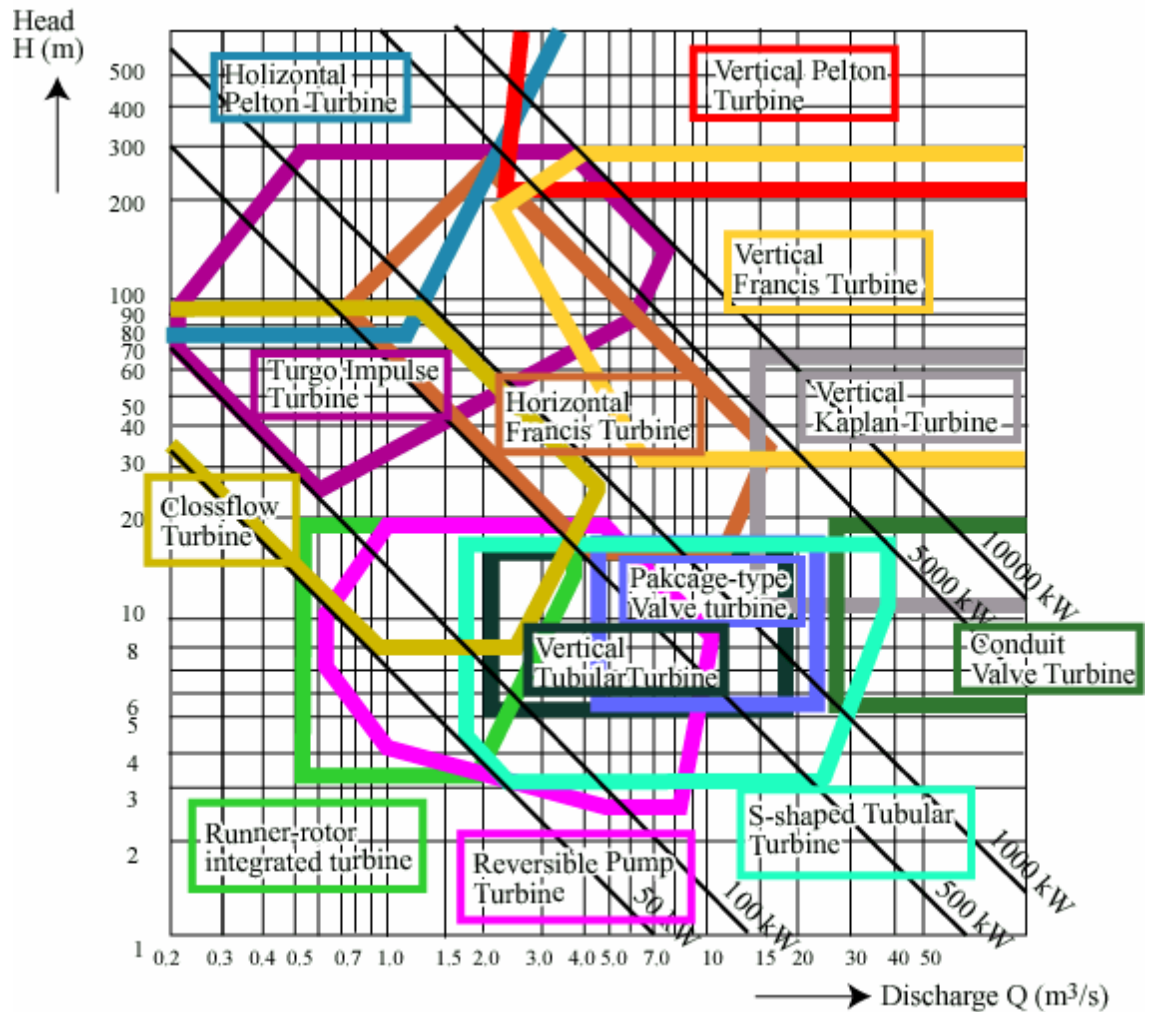 Head
H (m)
Holizontal
Pelton Turbine
Vertical Pelton
Turbine
Vertical
Francis Turbine
Turgo Impulse
Turbine
Horizontal
Francis Turbine
Vertical
Kaplan Turbine
Clossflow
Turbine
Pakcage-type
Valve turbine
Vertical
TubularTurbine
Conduit
Valve Turbine
Runner-rotor
integrated turbine
Reversible Pump
Turbine
S-shaped Tubular
Turbine
500
400
300
200
100
90
80
70
60
50
40
30
20
10
8
6
5
4
3
2
1
50 kW
100 kW
500 kW
1000 kW
5000 kW
10000 kW
0.2 0.3 0.4 0.5 0.7 1.0 1.5 2.0 3.0 4.0 5.0 7.0 10 15 20 30 40 50
Discharge Q (m³/s)